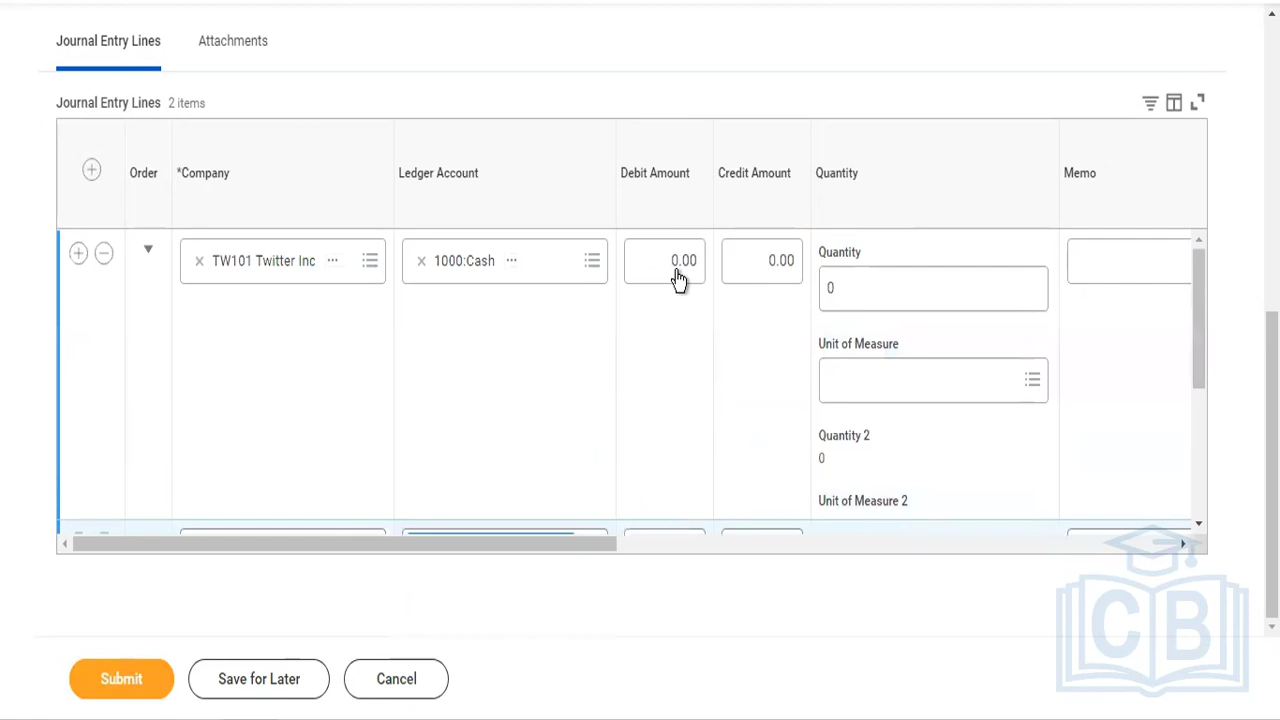 Journal Entry Lines Attachments
Journal Entry Lines 2 items
Order *Company Ledger Account Debit Amount Credit Amount Quantity Memo
TW101 Twitter Inc ... 1000:Cash ... 0.00 0.00
Quantity
0
Unit of Measure
Quantity 2
0
Unit of Measure 2
CB
Submit Save for Later Cancel